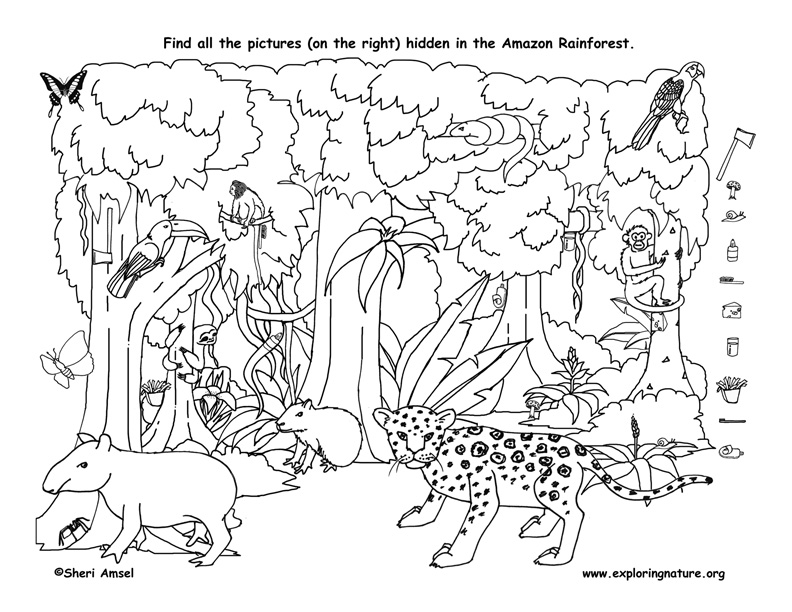 Find all the pictures (on the right) hidden in the Amazon Rainforest.
©Sheri Amsel
www.exploringnature.org